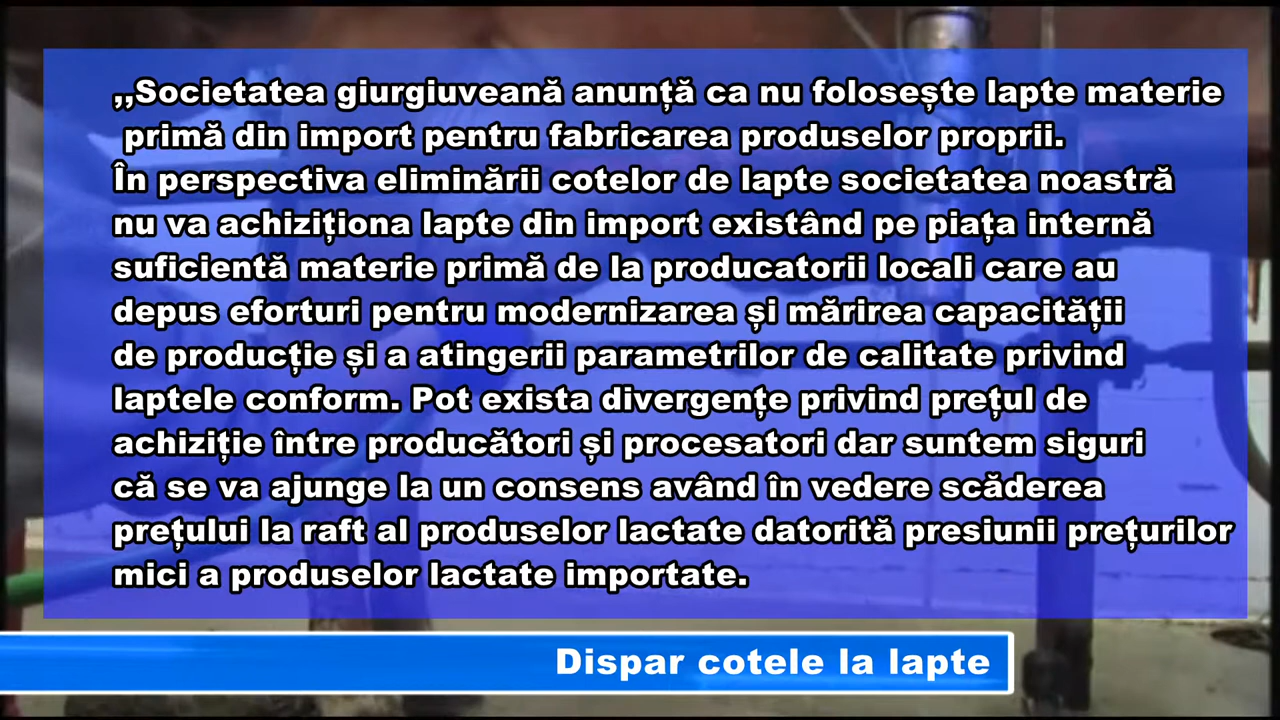 ,,Societatea giurgiuveană anunță ca nu folosește lapte materie
primă din import pentru fabricarea produselor proprii.
În perspectiva eliminării cotelor de lapte societatea noastră
nu va achiziționa lapte din import existând pe piața internă
suficientă materie primă de la producatorii locali care au
depus eforturi pentru modernizarea și mărirea capacității
de producție și a atingerii parametrilor de calitate privind
laptele conform. Pot exista divergențe privind prețul de
achiziție între producători și procesatori dar suntem siguri
că se va ajunge la un consens având în vedere scăderea
prețului la raft al produselor lactate datorită presiunii prețurilor
mici a produselor lactate importate.
Dispar cotele la lapte